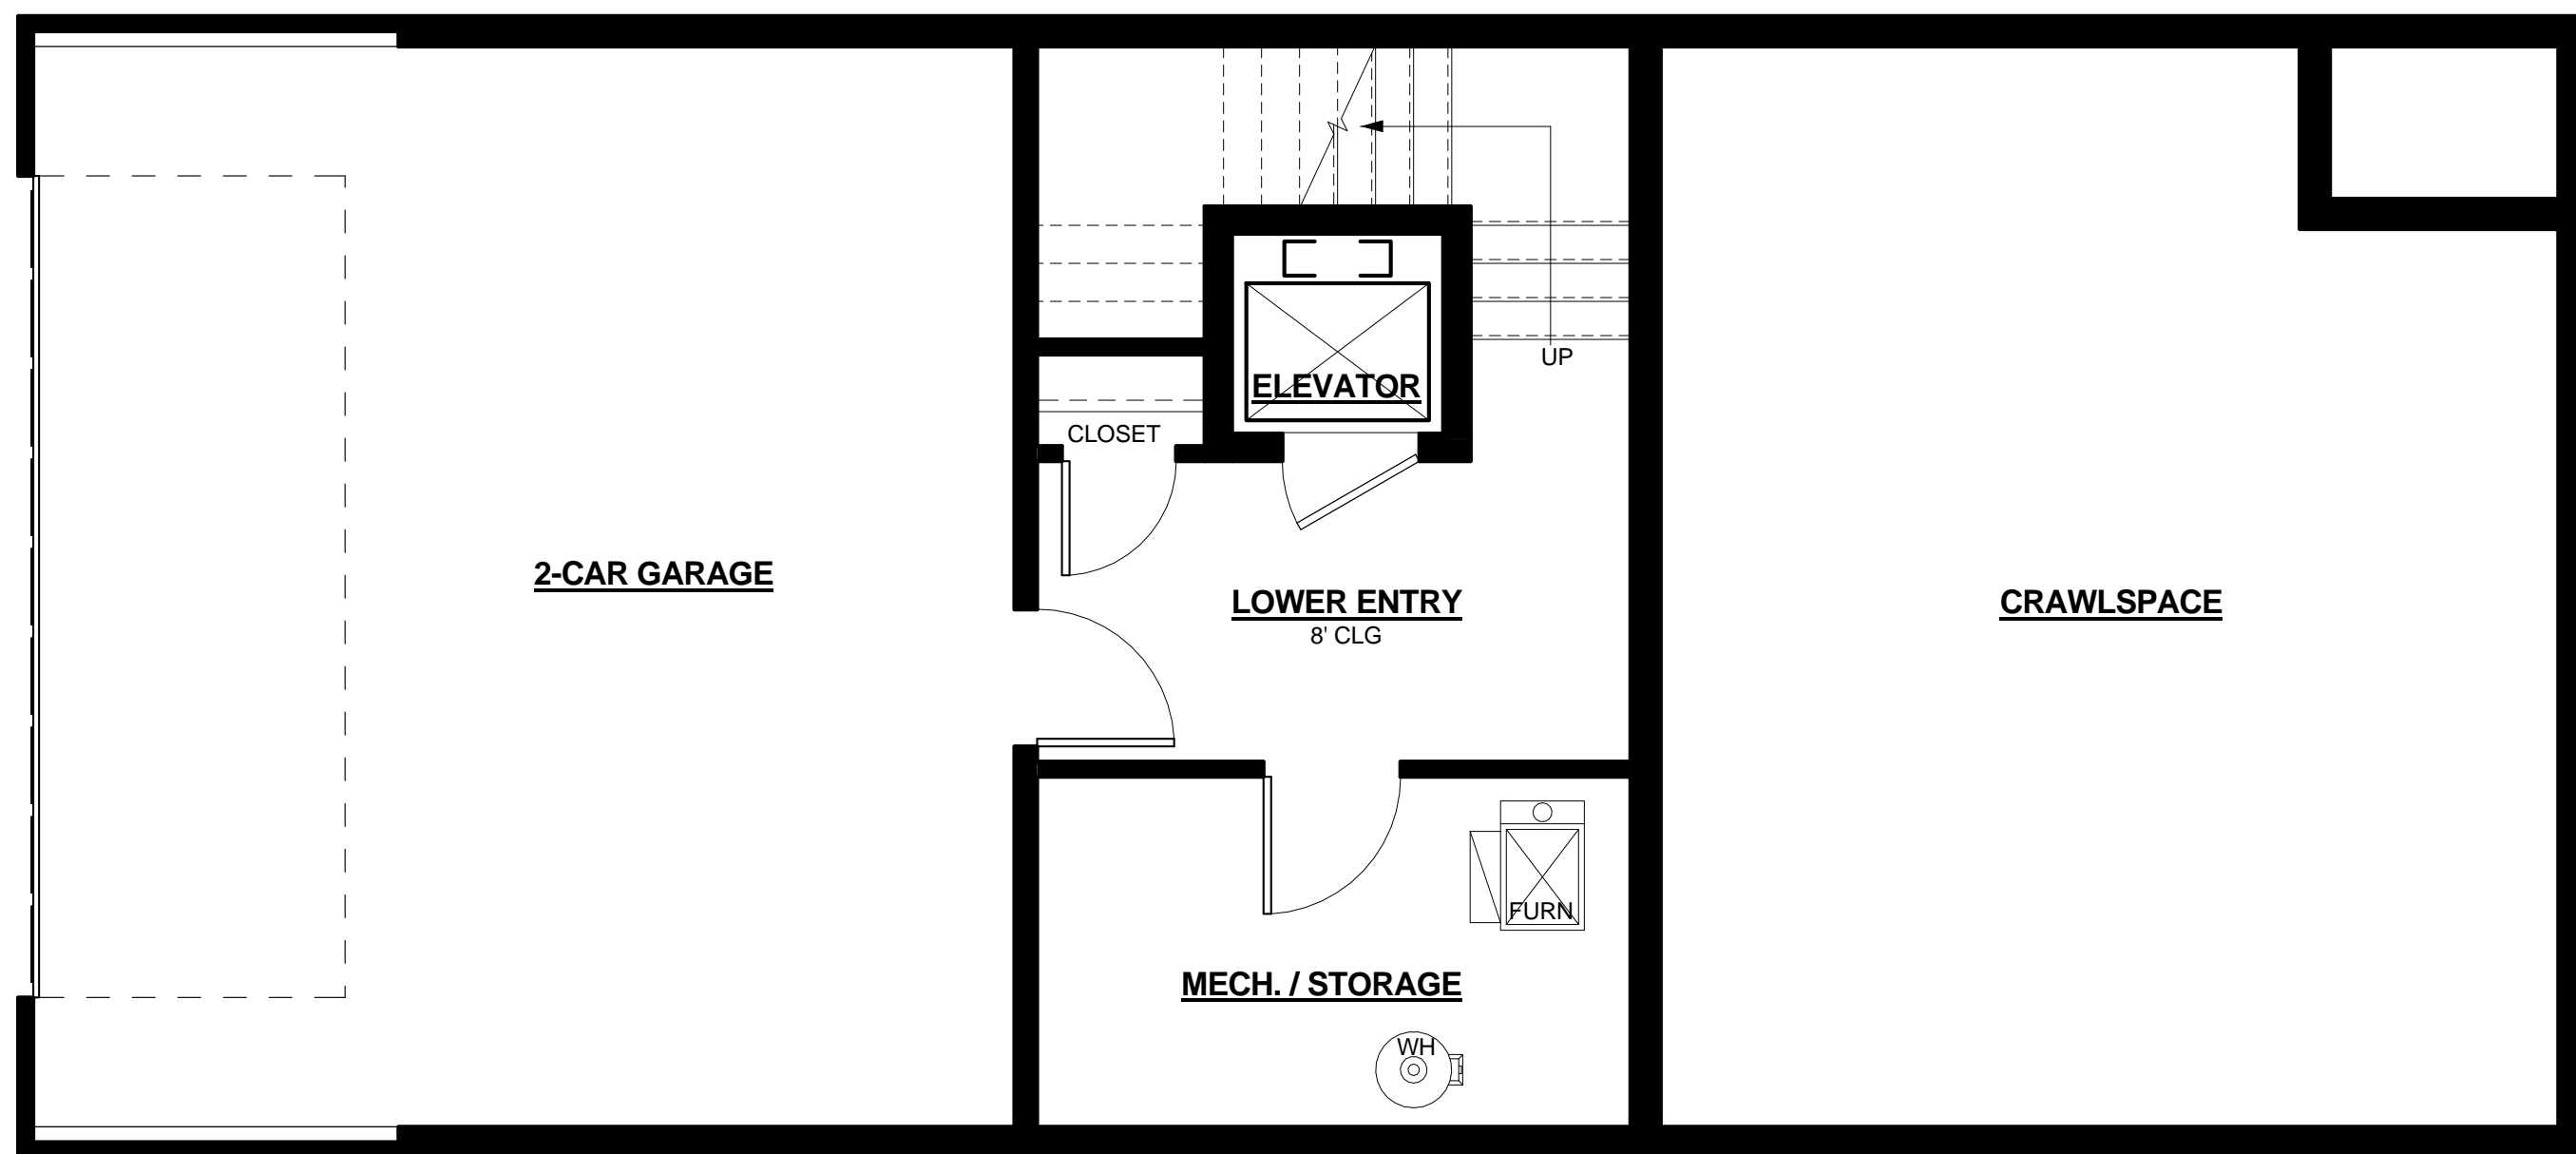 UP
ELEVATOR
CLOSET
2-CAR GARAGE
LOWER ENTRY
8' CLG
CRAWLSPACE
FURN
MECH. / STORAGE
WH